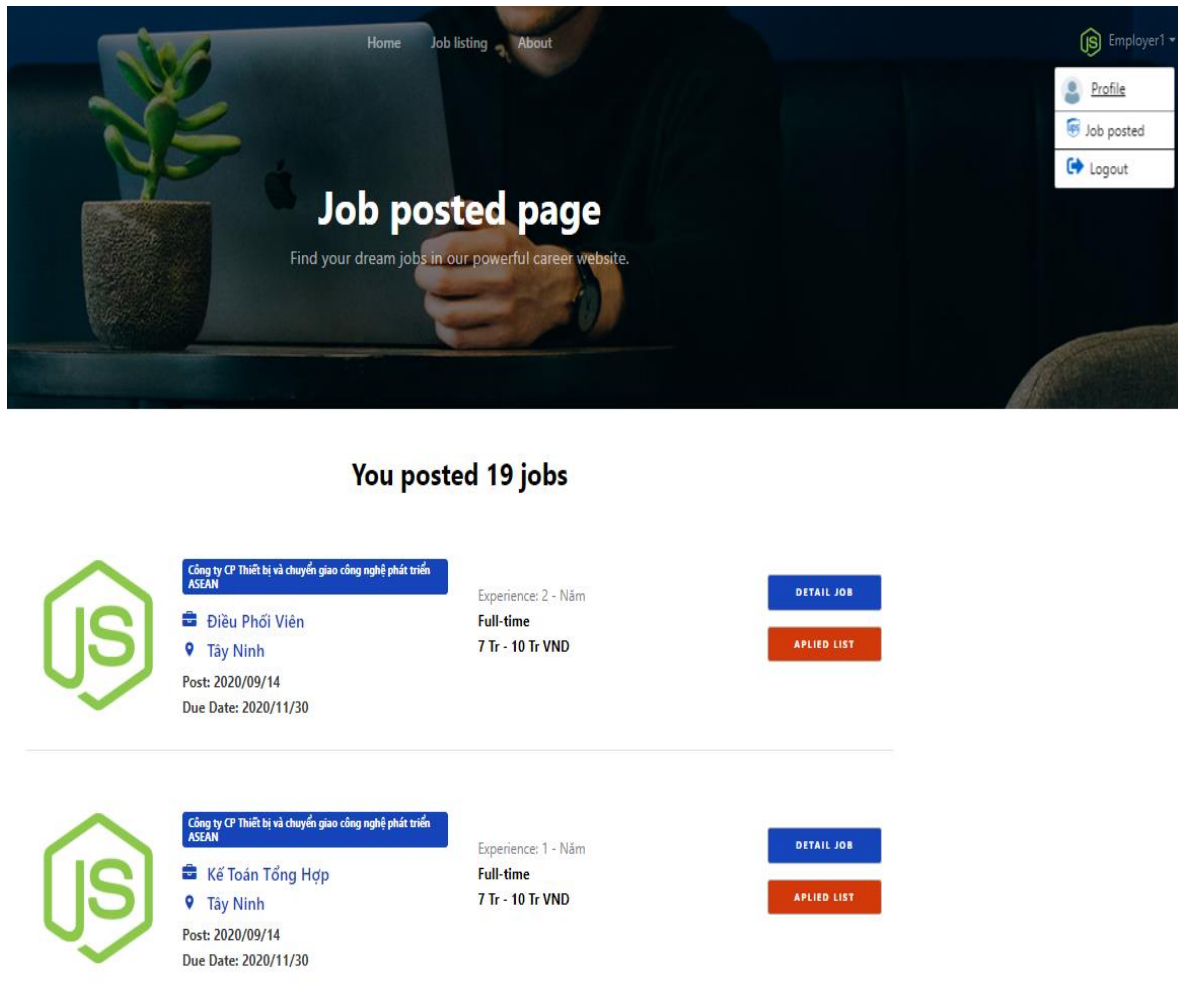 Home Job listing About
JS Employer1
Profile
Job posted
Logout
Job posted page
Find your dream jobs in our powerful career website.
You posted 19 jobs
JS
Công ty CP Thiết bị và chuyển giao công nghệ phát triển
ASEAN
Điều Phối Viên
Tây Ninh
Post: 2020/09/14
Due Date: 2020/11/30
Experience: 2 - Năm
Full-time
7 Tr - 10 Tr VND
DETAIL JOB
APLIED LIST
JS
Công ty CP Thiết bị và chuyển giao công nghệ phát triển
ASEAN
Kế Toán Tổng Hợp
Tây Ninh
Post: 2020/09/14
Due Date: 2020/11/30
Experience: 1 - Năm
Full-time
7 Tr - 10 Tr VND
DETAIL JOB
APLIED LIST